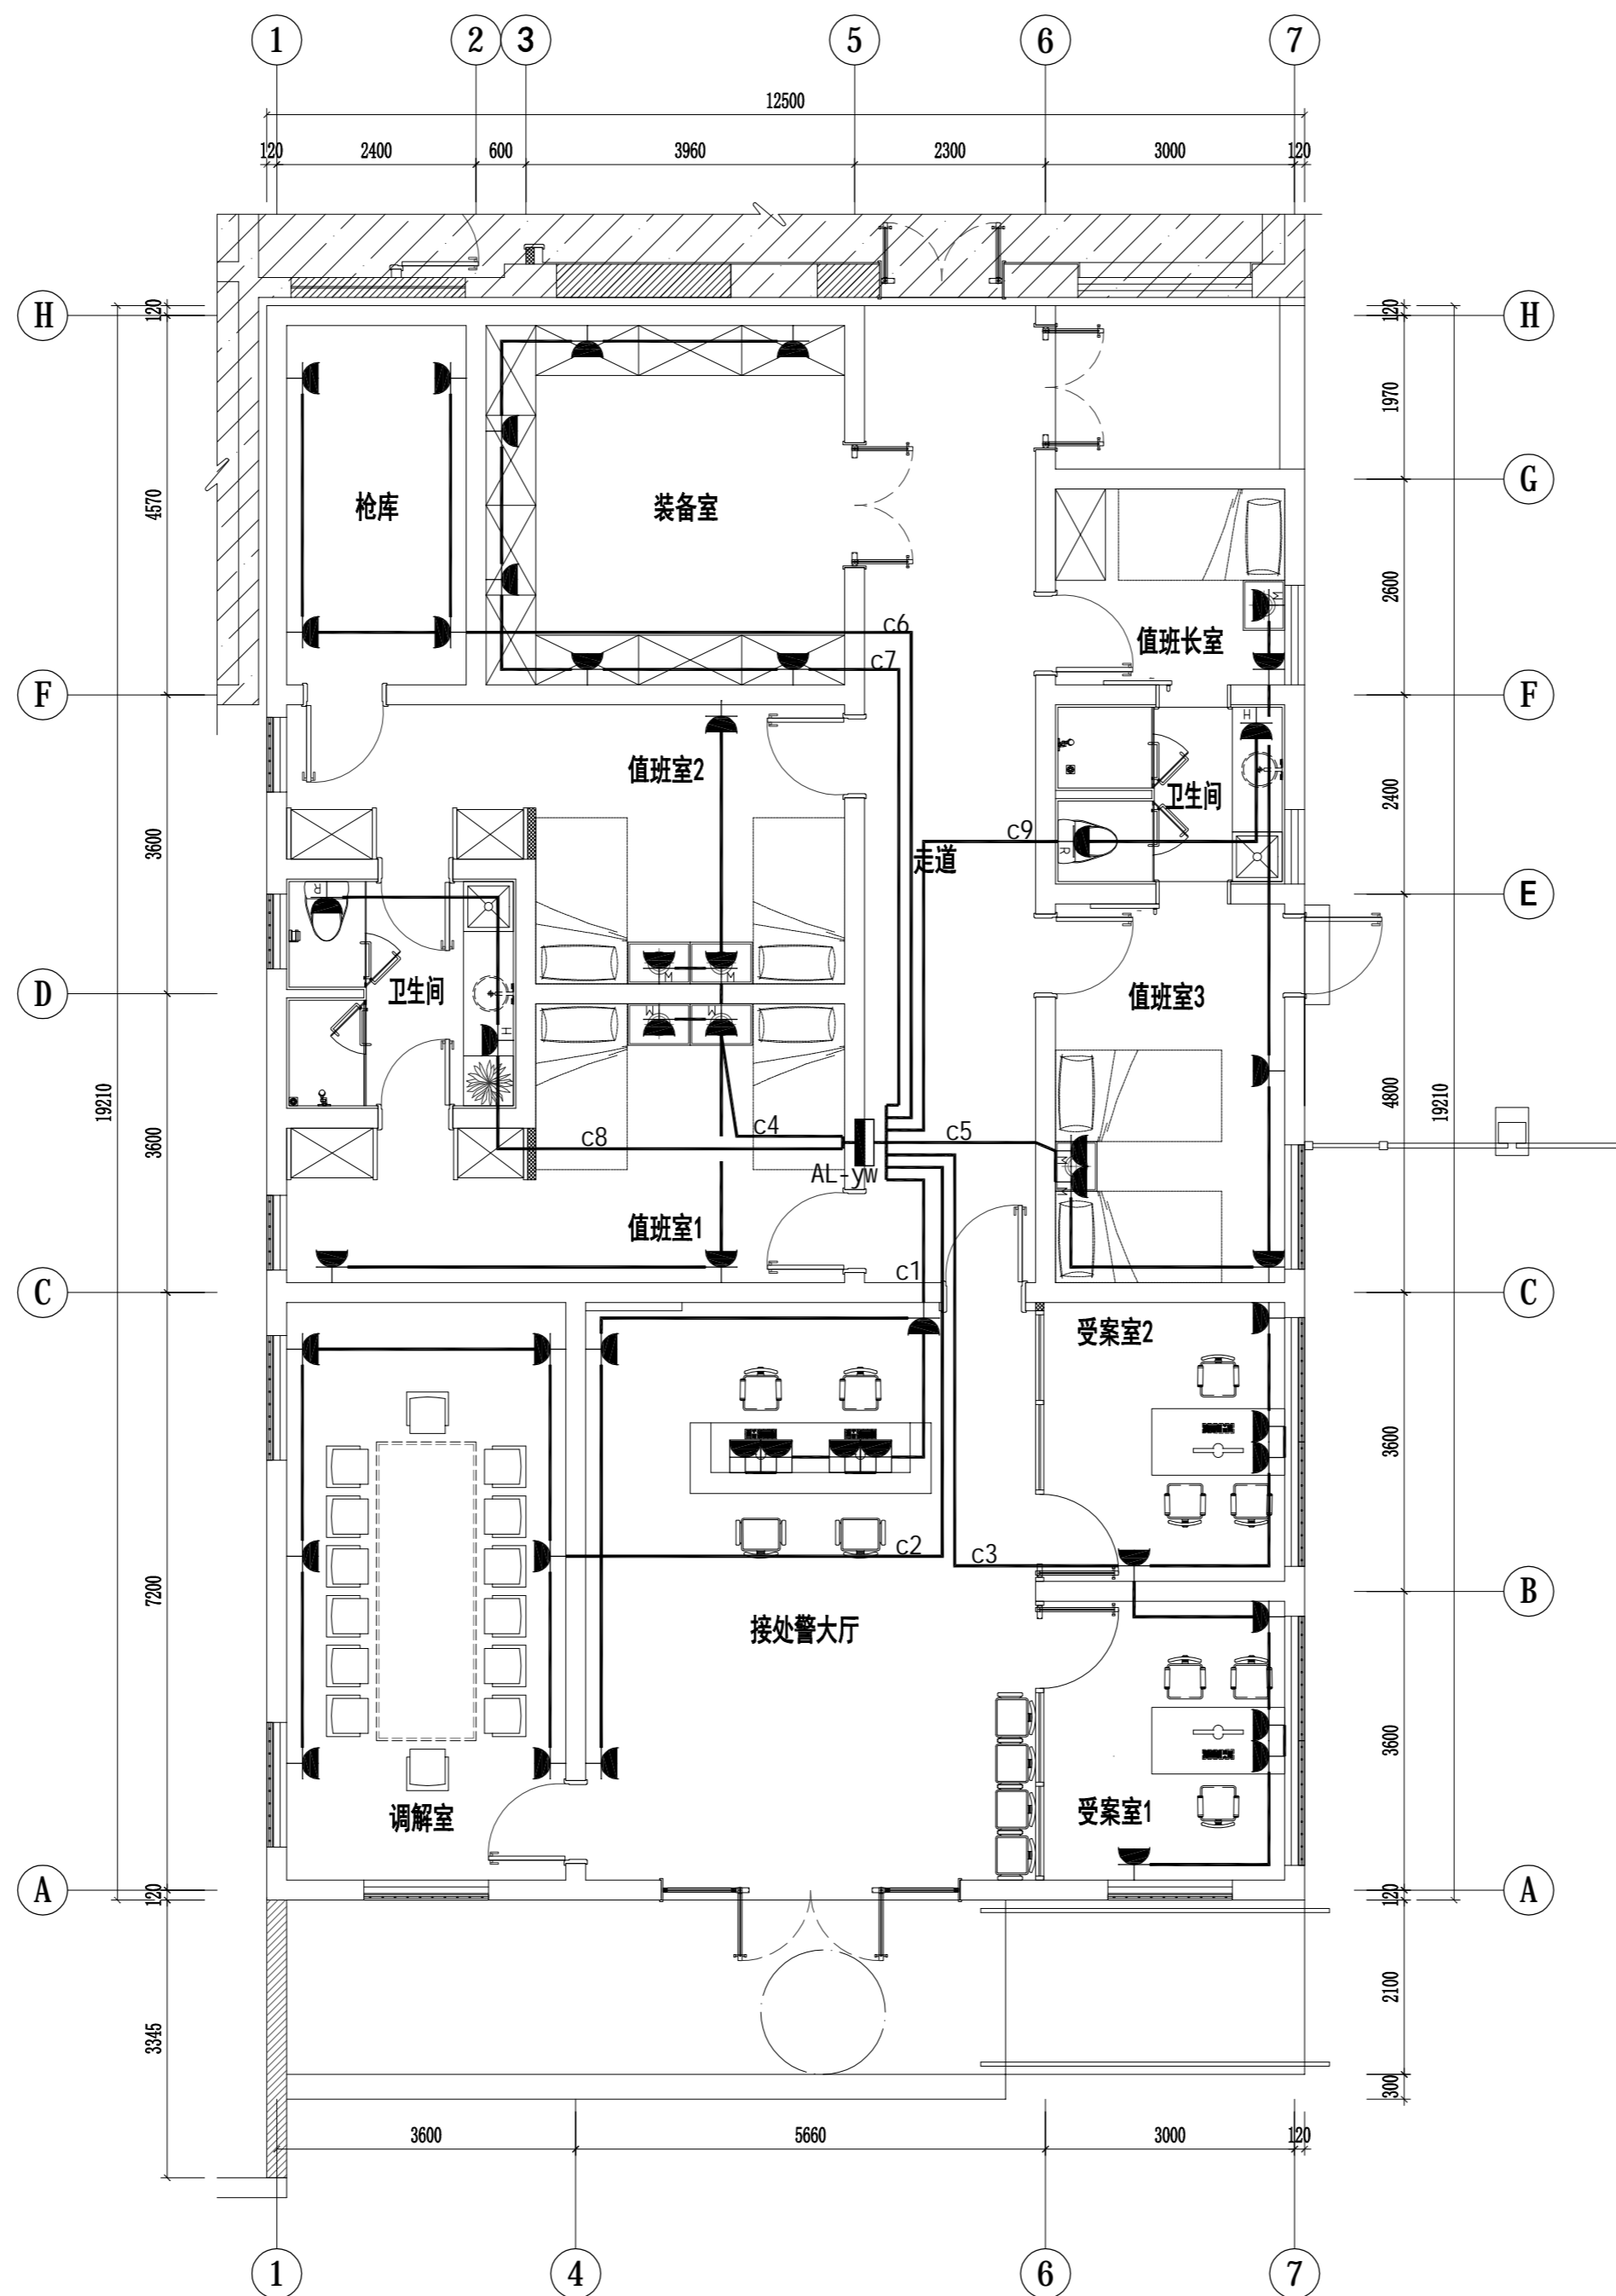 1 2 3 5 6 7
12500
120 2400 600 3960 2300 3000 120
H H
120 120
1970
4570
枪库 装备室
G
2600
c6
值班长室
c7
M
F F
H
值班室2
卫生间
2400
3600
c9
走道
R
R
E
M M
卫生间 值班室3
D
M M
H
19210 4800 19210
c4 c5
c8
AL-yw
M
M
3600
值班室1
c1
C C
受案室2
3600
c2 c3
B
7200
接处警大厅
3600
调解室 受案室1
A A
120 120
2100
3345
300
3600 5660 3000 120
1 4 6 7